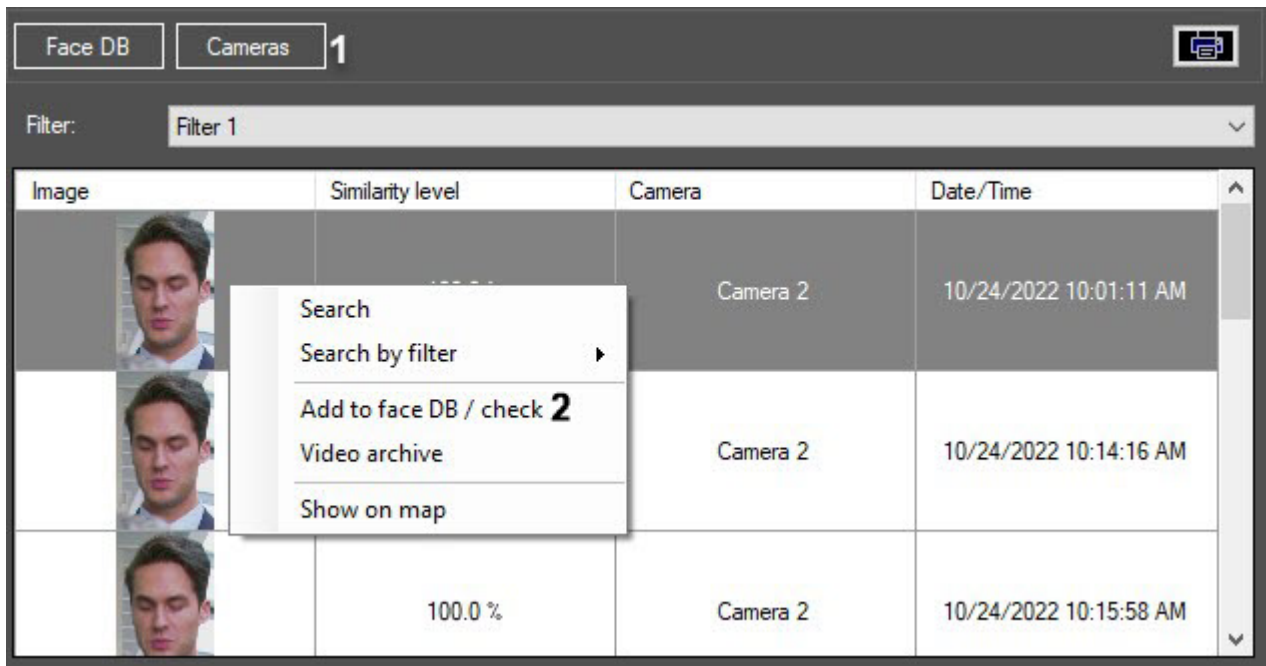 Face DB Cameras 1
Filter: Filter 1
Image Similarity level Camera Date/Time
Camera 2 10/24/2022 10:01:11 AM
Search
Search by filter
Add to face DB / check 2
Video archive
Camera 2 10/24/2022 10:14:16 AM
Show on map
100.0 % Camera 2 10/24/2022 10:15:58 AM